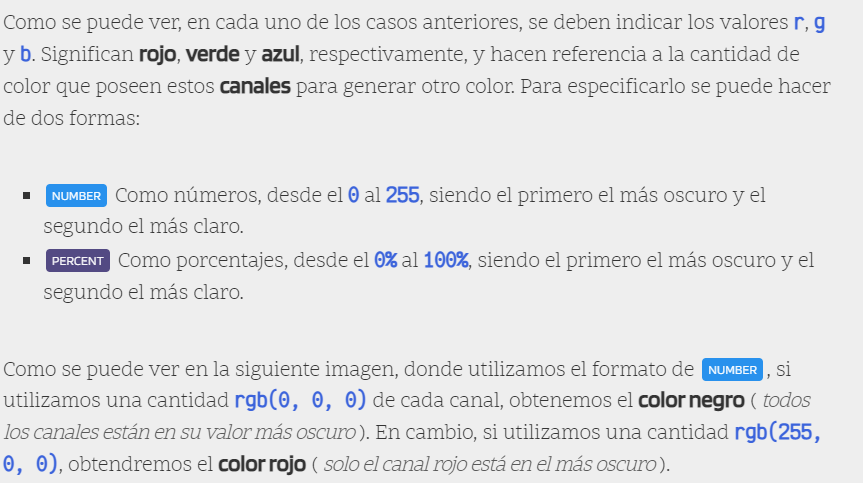 Como se puede ver, en cada uno de los casos anteriores, se deben indicar los valores r, g
y b. Significan rojo, verde y azul, respectivamente, y hacen referencia a la cantidad de
color que poseen estos canales para generar otro color. Para especificarlo se puede hacer
de dos formas:
▪ NUMBER Como números, desde el 0 al 255, siendo el primero el más oscuro y el
segundo el más claro.
▪ PERCENT Como porcentajes, desde el 0% al 100%, siendo el primero el más oscuro y el
segundo el más claro.
Como se puede ver en la siguiente imagen, donde utilizamos el formato de NUMBER , si
utilizamos una cantidad rgb(0, 0, 0) de cada canal, obtenemos el color negro ( todos
los canales están en su valor más oscuro ). En cambio, si utilizamos una cantidad rgb(255,
0, 0), obtendremos el color rojo ( solo el canal rojo está en el más oscuro ).